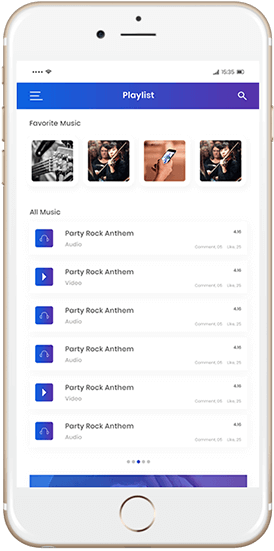 15:35
Playlist
Favorite Music
All Music
Party Rock Anthem
4.16
Audio
Comment, 05 Like, 25
Party Rock Anthem
4.16
Video
Comment, 05 Like, 25
Party Rock Anthem
4.16
Audio
Comment, 05 Like, 25
Party Rock Anthem
4.16
Audio
Comment, 05 Like, 25
Party Rock Anthem
4.16
Video
Comment, 05 Like, 25
Party Rock Anthem
4.16
Audio
Comment, 05 Like, 25